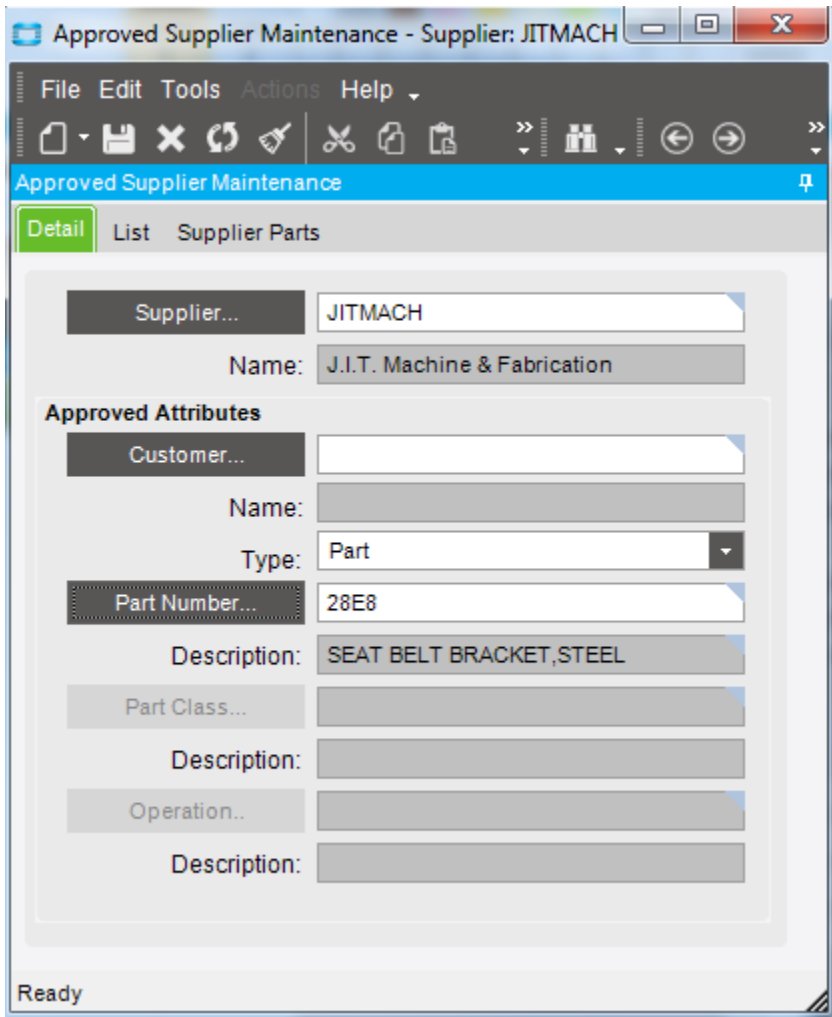 Approved Supplier Maintenance - Supplier: JITMACH
File Edit Tools Actions Help
Approved Supplier Maintenance
Detail List Supplier Parts
Supplier... JITMACH
Name: J.I.T. Machine & Fabrication
Approved Attributes
Customer...
Name:
Type: Part
Part Number... 28E8
Description: SEAT BELT BRACKET,STEEL
Part Class...
Description:
Operation..
Description:
Ready